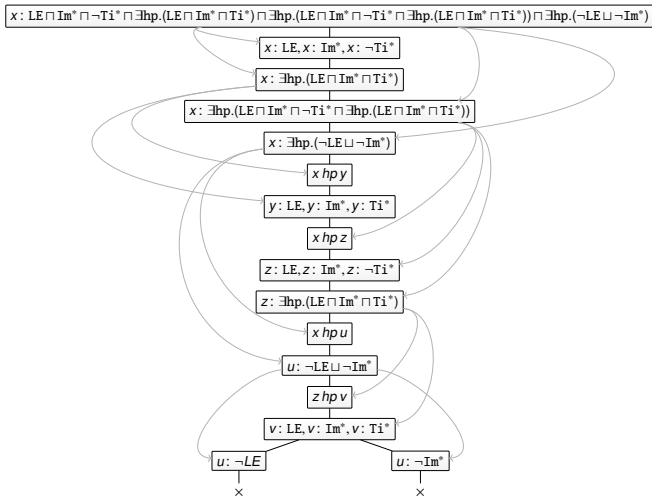 x: LE⊓Im*⊓¬Ti*⊓∃hp.(LE⊓Im*⊓Ti*)⊓∃hp.(LE⊓Im*⊓¬Ti*⊓∃hp.(LE⊓Im*⊓Ti*))⊓∃hp.(¬LE⊔¬Im*)
x: LE, x: Im*, x: ¬Ti*
x: ∃hp.(LE⊓Im*⊓Ti*)
x: ∃hp.(LE⊓Im*⊓¬Ti*⊓∃hp.(LE⊓Im*⊓Ti*))
x: ∃hp.(¬LE⊔¬Im*)
x hp y
y: LE, y: Im*, y: Ti*
x hp z
z: LE, z: Im*, z: ¬Ti*
z: ∃hp.(LE⊓Im*⊓Ti*)
x hp u
u: ¬LE⊔¬Im*
z hp v
v: LE, v: Im*, v: Ti*
u: ¬LE u: ¬Im*
× ×